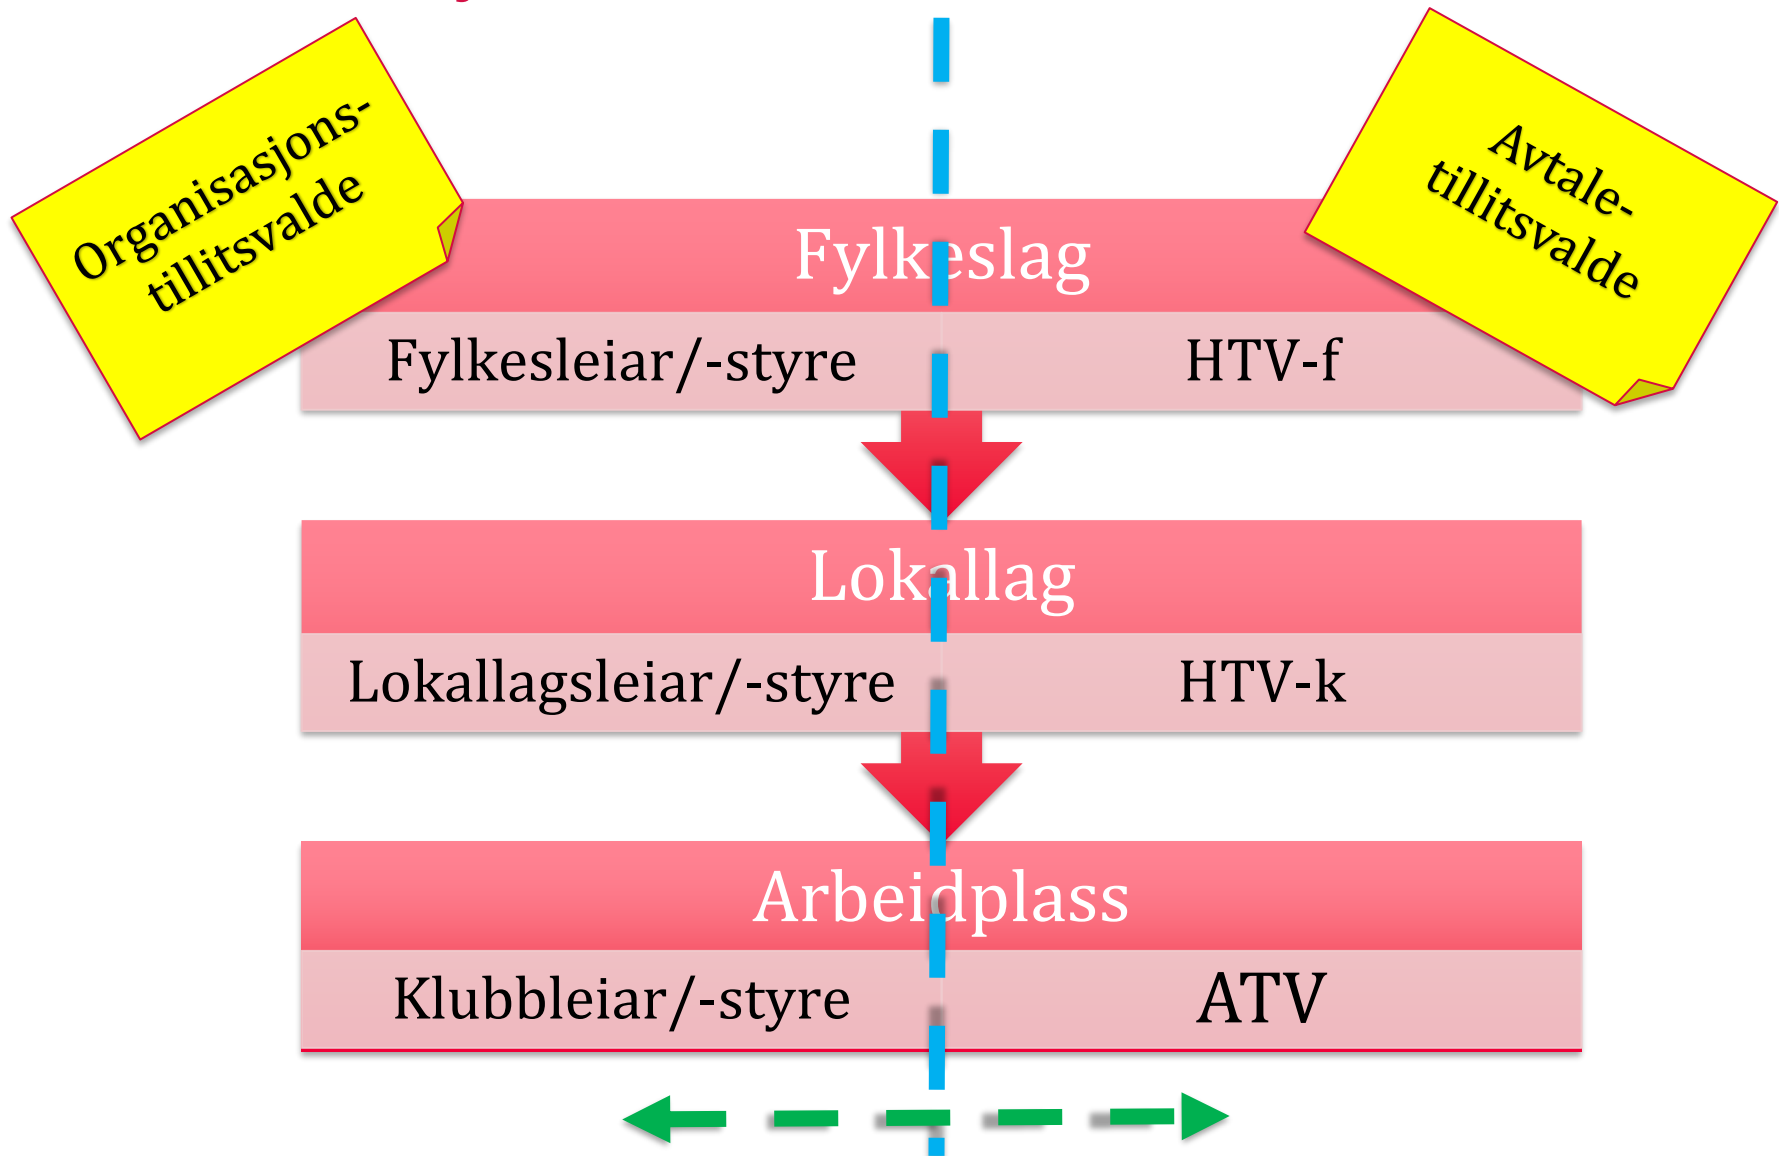 Organisasjons-
tillitsvalde
Avtale-
tillitsvalde
Fylkeslag
Fylkesleiar/-styre
HTV-f
Lokallag
Lokallagsleiar/-styre
HTV-k
Arbeidplass
Klubbleiar/-styre
ATV